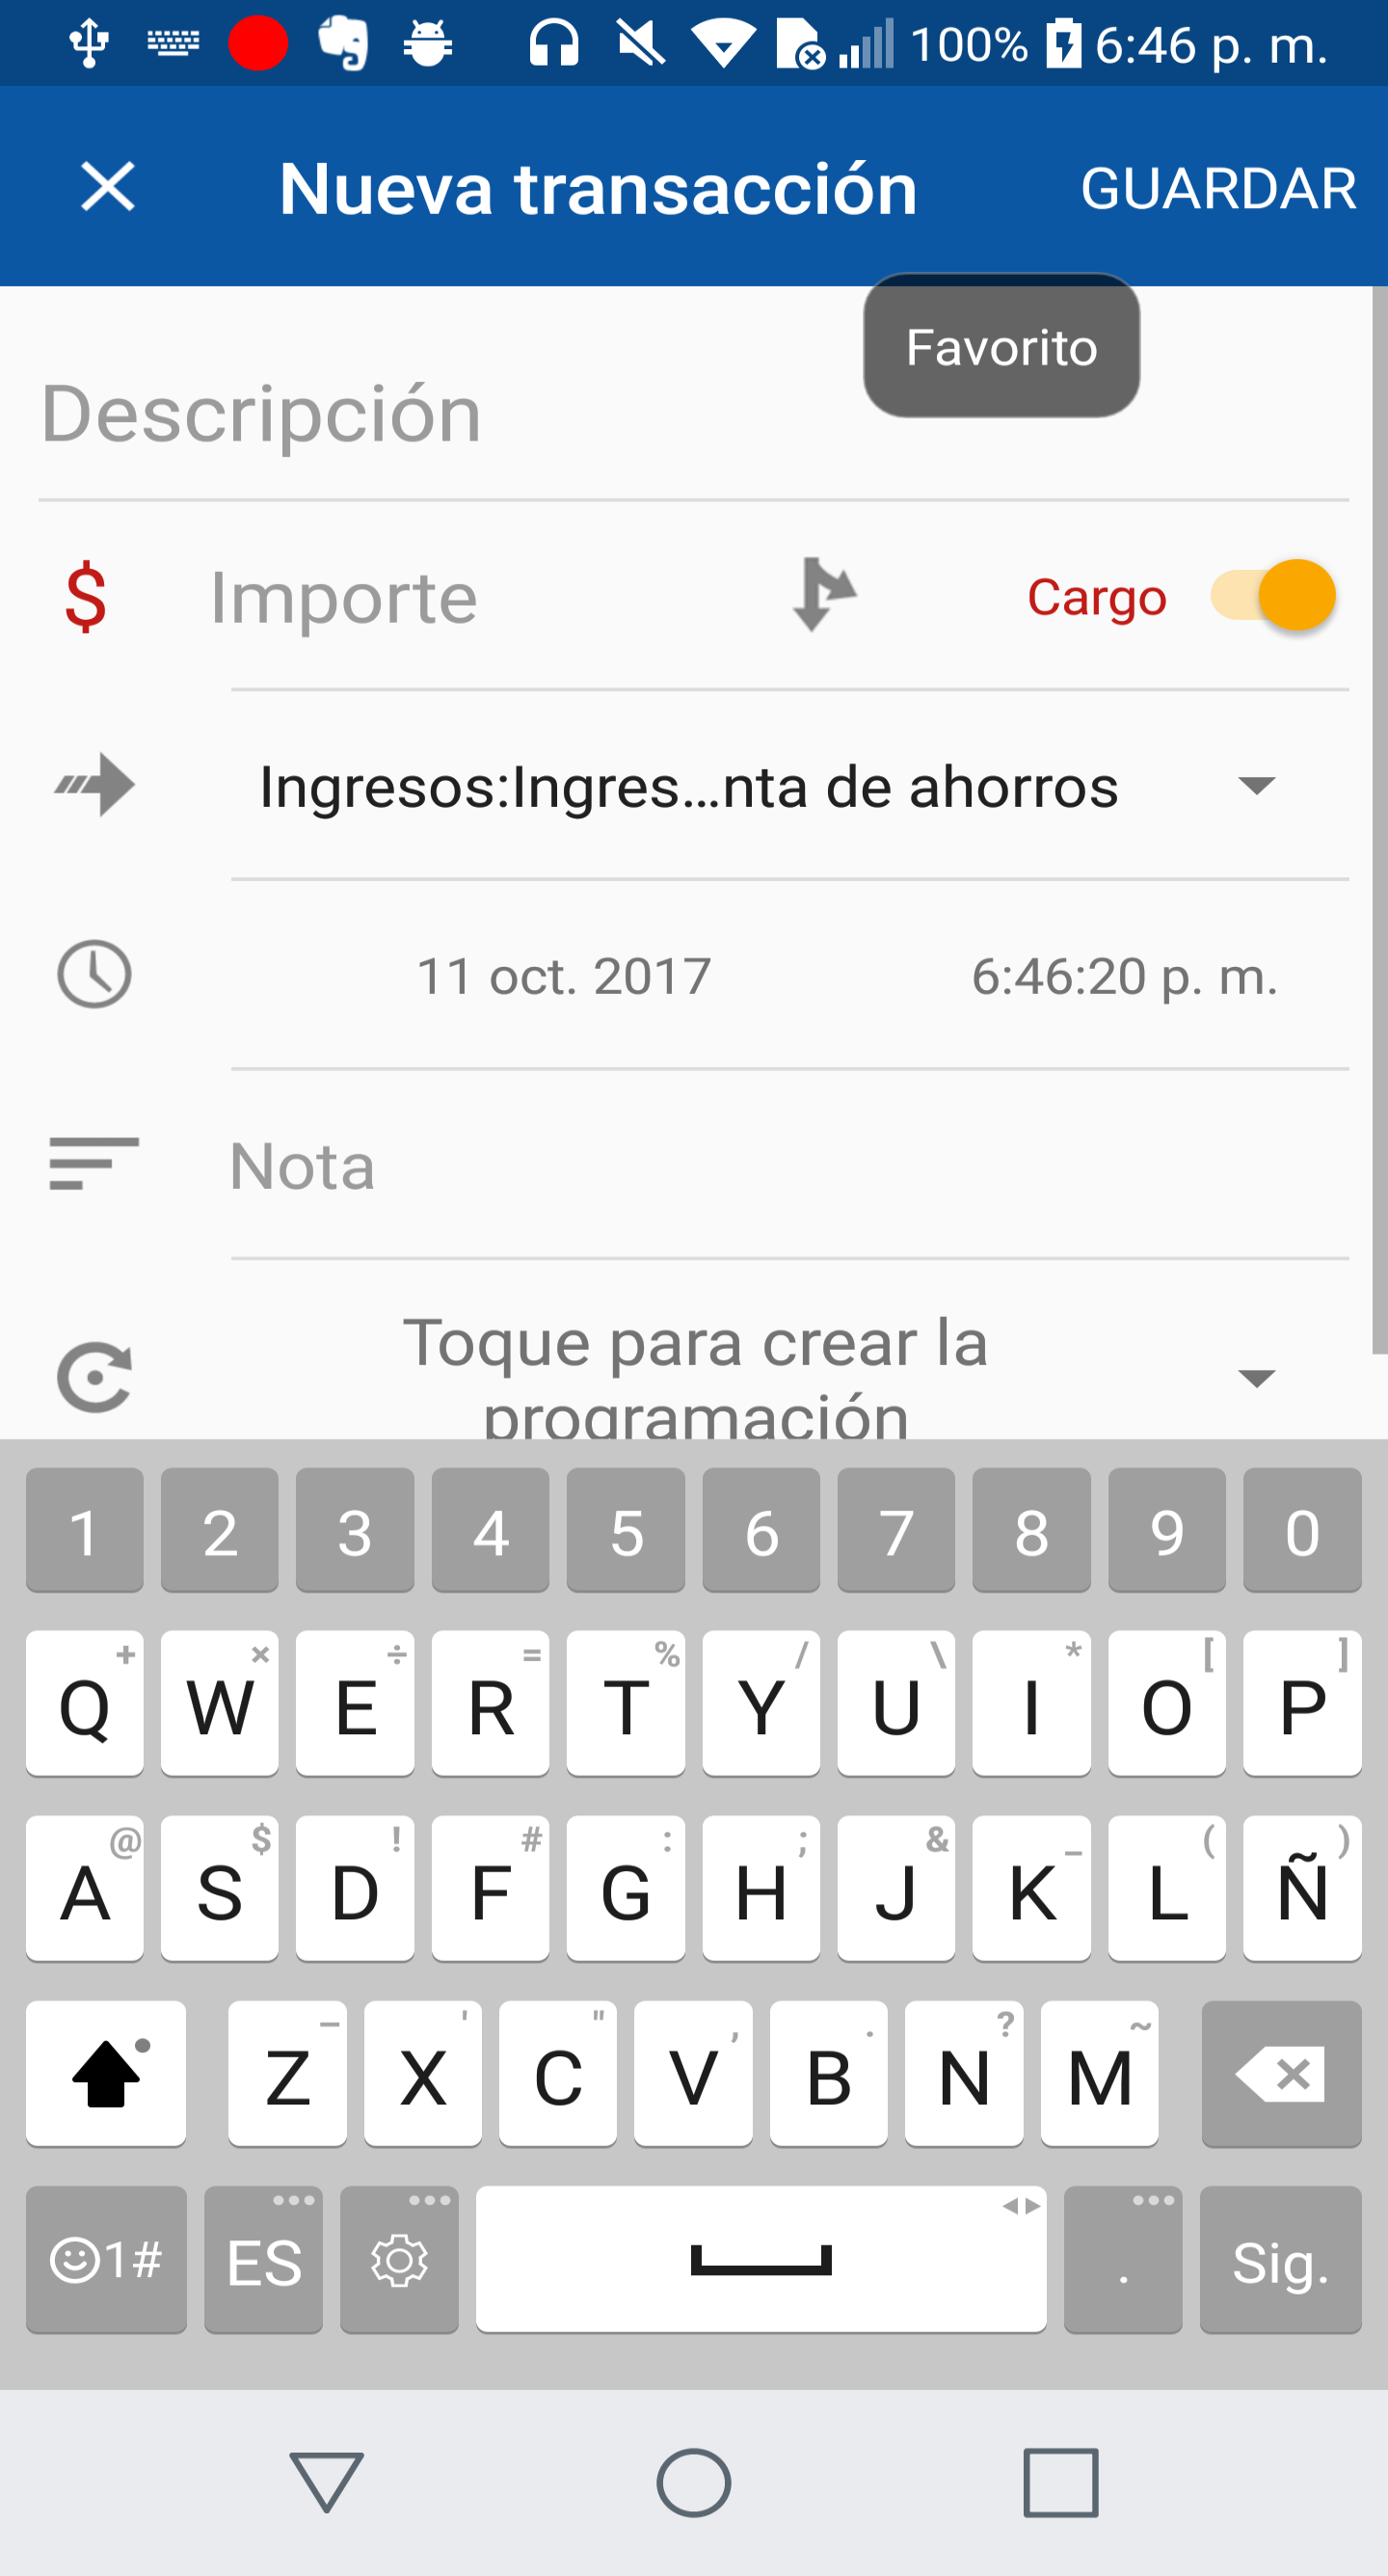 100% 6:46 p. m.
Nueva transacción GUARDAR
Favorito
Descripción
$ Importe Cargo
Ingresos:Ingres...nta de ahorros
11 oct. 2017 6:46:20 p. m.
Nota
Toque para crear la
programación
1 2 3 4 5 6 7 8 9 0
+ × ÷ = % / \ * [ ]
Q W E R T Y U I O P
@ $ ! # : ; & _ ( )
A S D F G H J K L Ñ
– ' " , . ? ~
Z X C V B N M
1# ES . Sig.